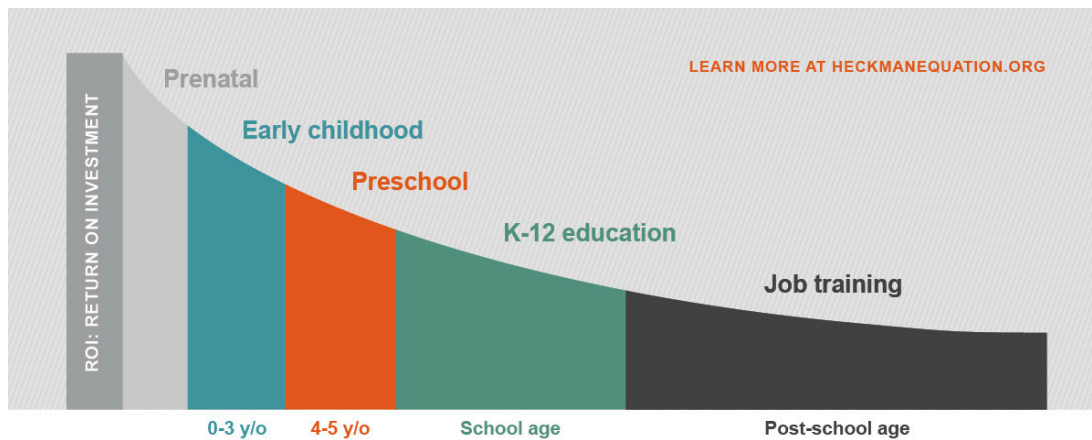 LEARN MORE AT HECKMANEQUATION.ORG
Prenatal
Early childhood
Preschool
K-12 education
Job training
ROI: RETURN ON INVESTMENT
0-3 y/o
4-5 y/o
School age
Post-school age